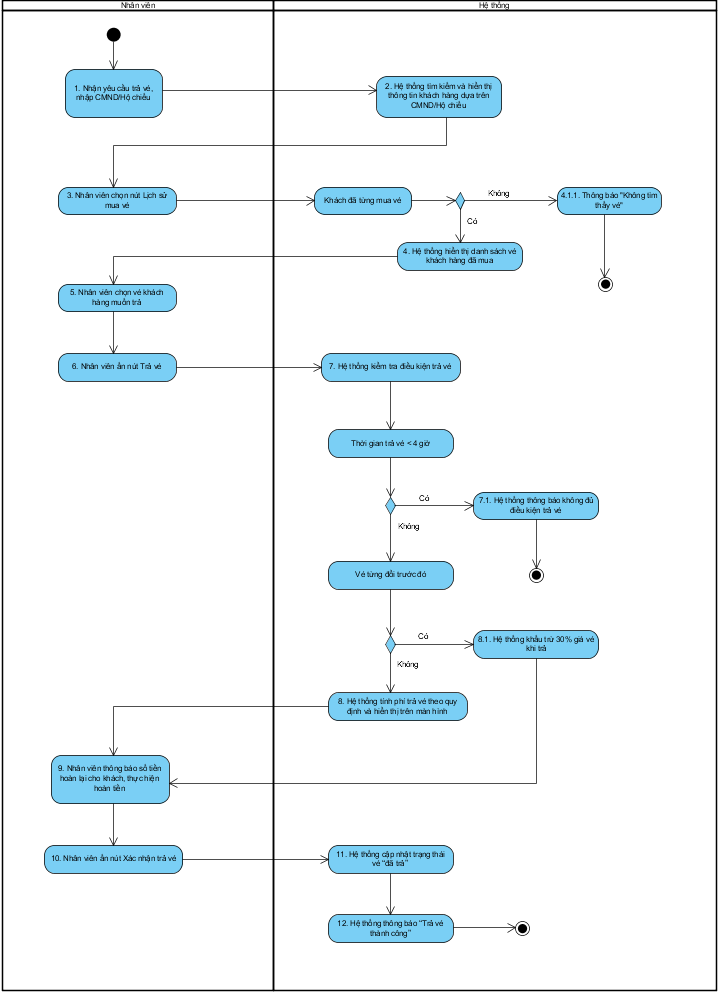 Nhân viên
Hệ thống
1. Nhận yêu cầu trả vé,
nhập CMND/Hộ chiếu
2. Hệ thống tìm kiếm và hiển thị
thông tin khách hàng dựa trên
CMND/Hộ chiếu
3. Nhân viên chọn nút Lịch sử
mua vé
Khách đã từng mua vé
Không
4.1.1. Thông báo "Không tìm
thấy vé"
Có
4. Hệ thống hiển thị danh sách vé
khách hàng đã mua
5. Nhân viên chọn vé khách
hàng muốn trả
6. Nhân viên ấn nút Trả vé
7. Hệ thống kiểm tra điều kiện trả vé
Thời gian trả vé < 4 giờ
Có
7.1. Hệ thống thông báo không đủ
điều kiện trả vé
Không
Vé từng đổi trước đó
Có
8.1. Hệ thống khấu trừ 30% giá vé
khi trả
Không
8. Hệ thống tính phí trả vé theo quy
định và hiển thị trên màn hình
9. Nhân viên thông báo số tiền
hoàn lại cho khách, thực hiện
hoàn tiền
10. Nhân viên ấn nút Xác nhận trả vé
11. Hệ thống cập nhật trạng thái
vé "đã trả"
12. Hệ thống thông báo "Trả vé
thành công"